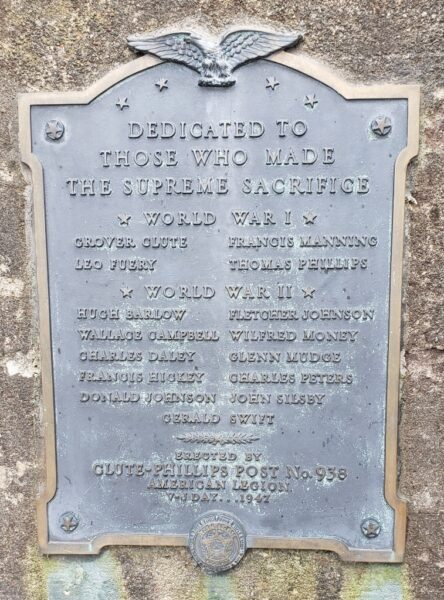 DEDICATED TO
THOSE WHO MADE
THE SUPREME SACRIFICE
★ WORLD WAR I ★
GROVER CLUTE FRANCIS MANNING
LEO FUERY THOMAS PHILLIPS
★ WORLD WAR II ★
HUGH BARLOW FLETCHER JOHNSON
WALLACE CAMPBELL WILFRED MONEY
CHARLES DALEY GLENN MUDGE
FRANCIS HICKEY CHARLES PETERS
DONALD JOHNSON JOHN SILSBY
GERALD SWIFT
ERECTED BY
CLUTE-PHILLIPS POST No. 938
AMERICAN LEGION.
V-J DAY...1947